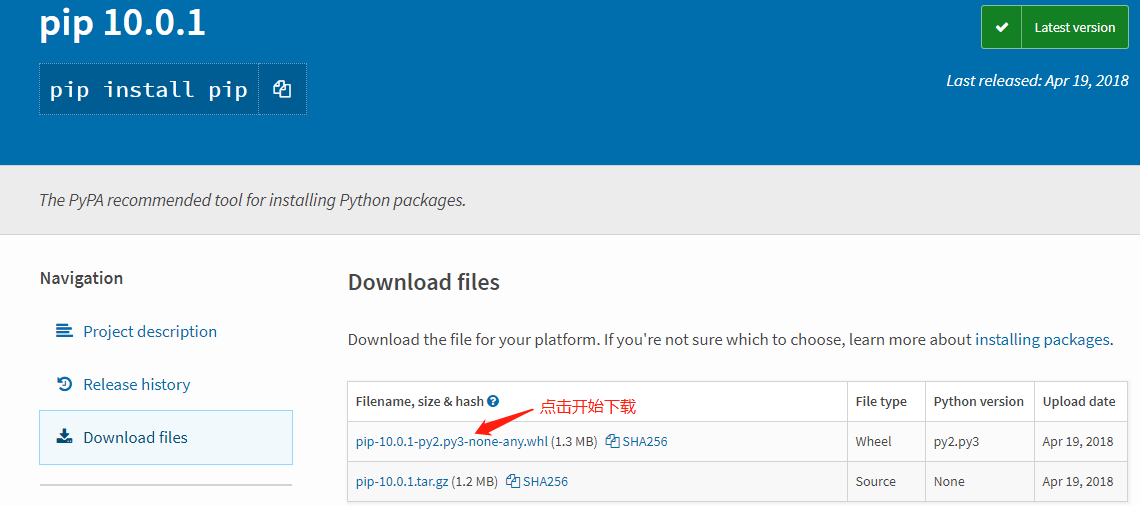 pip 10.0.1
Latest version
pip install pip
Last released: Apr 19, 2018
The PyPA recommended tool for installing Python packages.
Navigation
Project description
Release history
Download files
Download files
Download the file for your platform. If you're not sure which to choose, learn more about installing packages.
Filename, size & hash ? File type Python version Upload date
点击开始下载
pip-10.0.1-py2.py3-none-any.whl (1.3 MB) SHA256 Wheel py2.py3 Apr 19, 2018
pip-10.0.1.tar.gz (1.2 MB) SHA256 Source None Apr 19, 2018